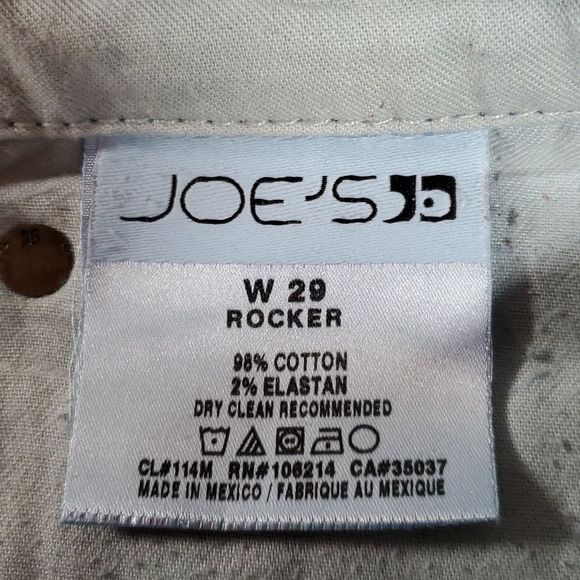 JOE'S
W 29
ROCKER
98% COTTON
2% ELASTAN
DRY CLEAN RECOMMENDED
CL#114M RN#106214 CA#35037
MADE IN MEXICO / FABRIQUE AU MEXIQUE